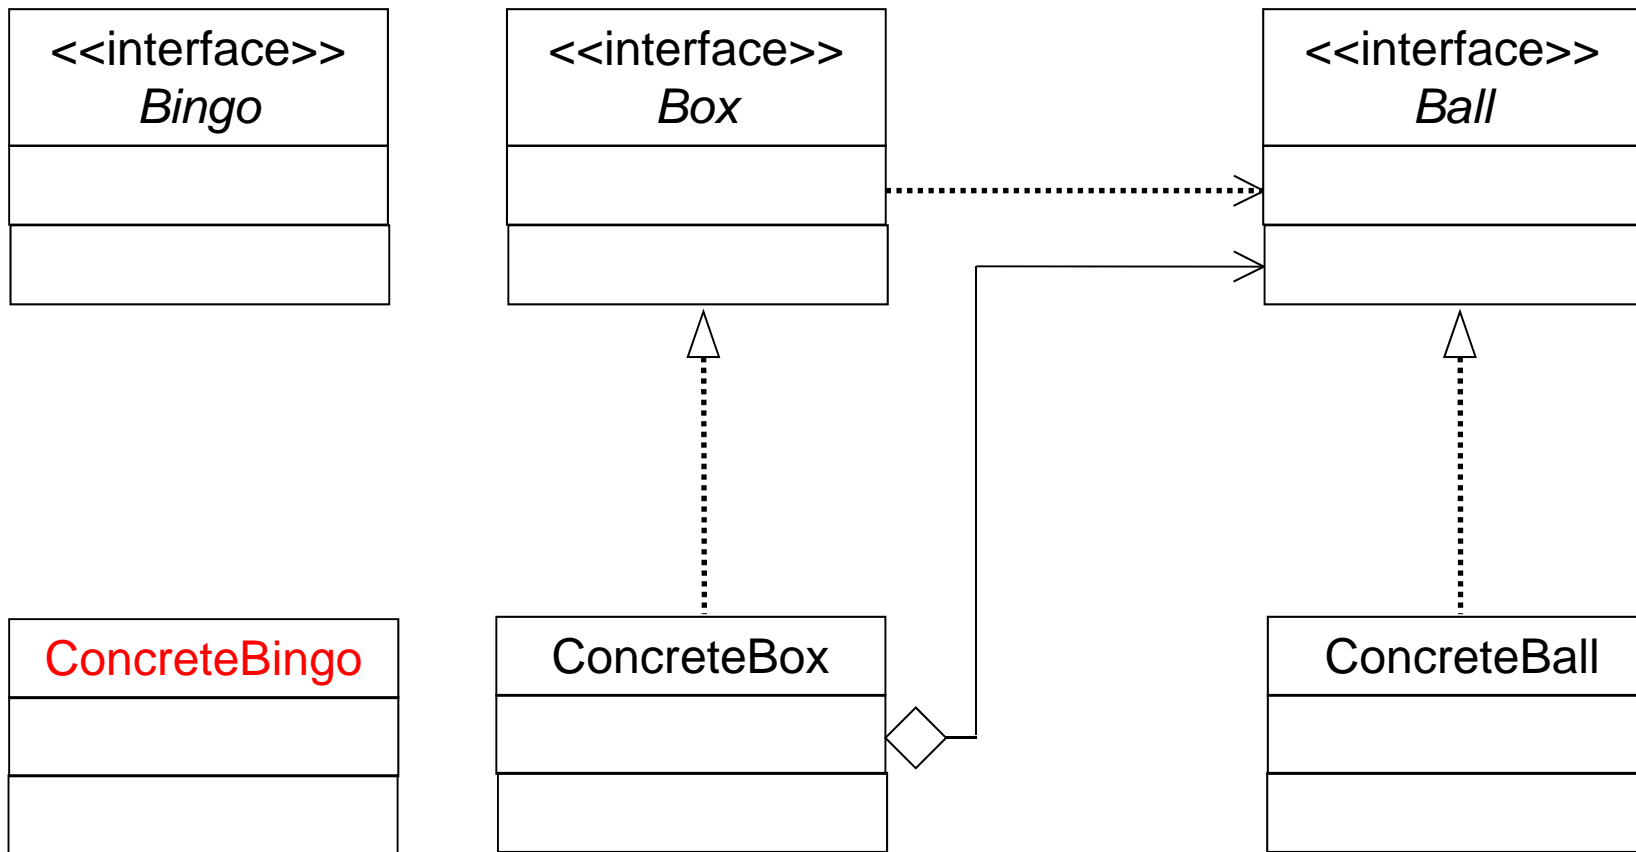 <<interface>>
Bingo
<<interface>>
Box
<<interface>>
Ball
ConcreteBingo
ConcreteBox
ConcreteBall